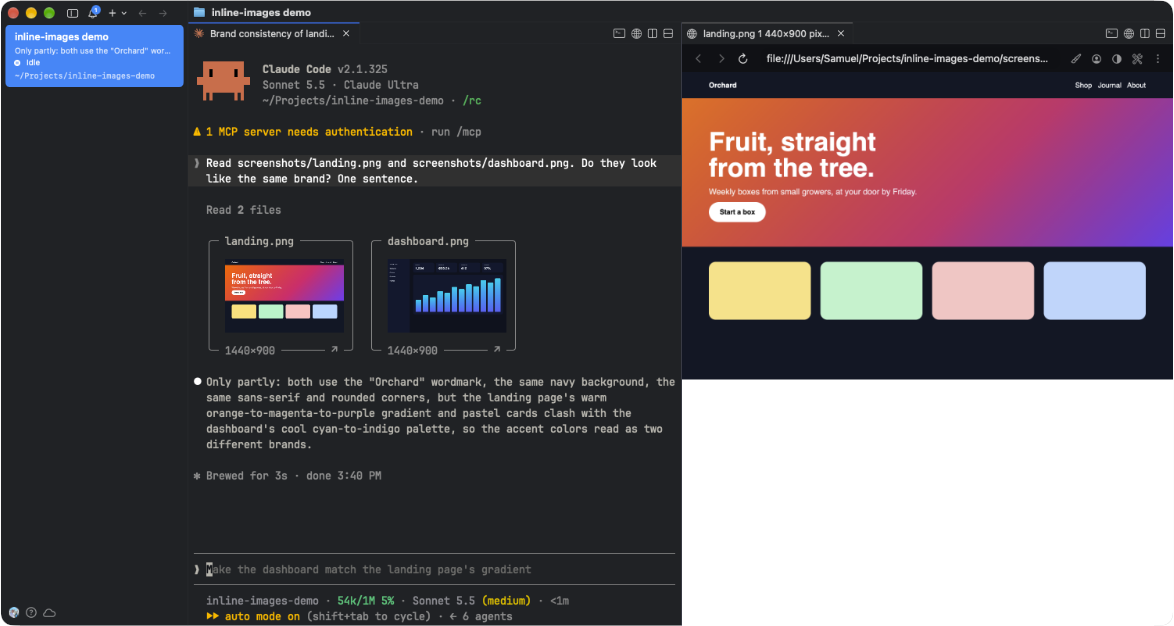 inline-images demo
inline-images demo
Only partly: both use the "Orchard" wor...
Idle
~/Projects/inline-images-demo
1
Brand consistency of landi...
Claude Code v2.1.325
Sonnet 5.5 · Claude Ultra
~/Projects/inline-images-demo · /rc
1 MCP server needs authentication · run /mcp
❯ Read screenshots/landing.png and screenshots/dashboard.png. Do they look
like the same brand? One sentence.
Read 2 files
landing.png
Fruit, straight
from the tree.
1440×900 ↗
dashboard.png
1440×900 ↗
● Only partly: both use the "Orchard" wordmark, the same navy background, the
same sans-serif and rounded corners, but the landing page's warm
orange-to-magenta-to-purple gradient and pastel cards clash with the
dashboard's cool cyan-to-indigo palette, so the accent colors read as two
different brands.
✻ Brewed for 3s · done 3:40 PM
❯ Make the dashboard match the landing page's gradient
inline-images-demo · 54k/1M 5% · Sonnet 5.5 (medium) · <1m
⏵⏵ auto mode on (shift+tab to cycle) · ← 6 agents
landing.png 1 440×900 pix...
file:///Users/Samuel/Projects/inline-images-demo/screens...
Orchard
Shop Journal About
Fruit, straight
from the tree.
Weekly boxes from small growers, at your door by Friday.
Start a box